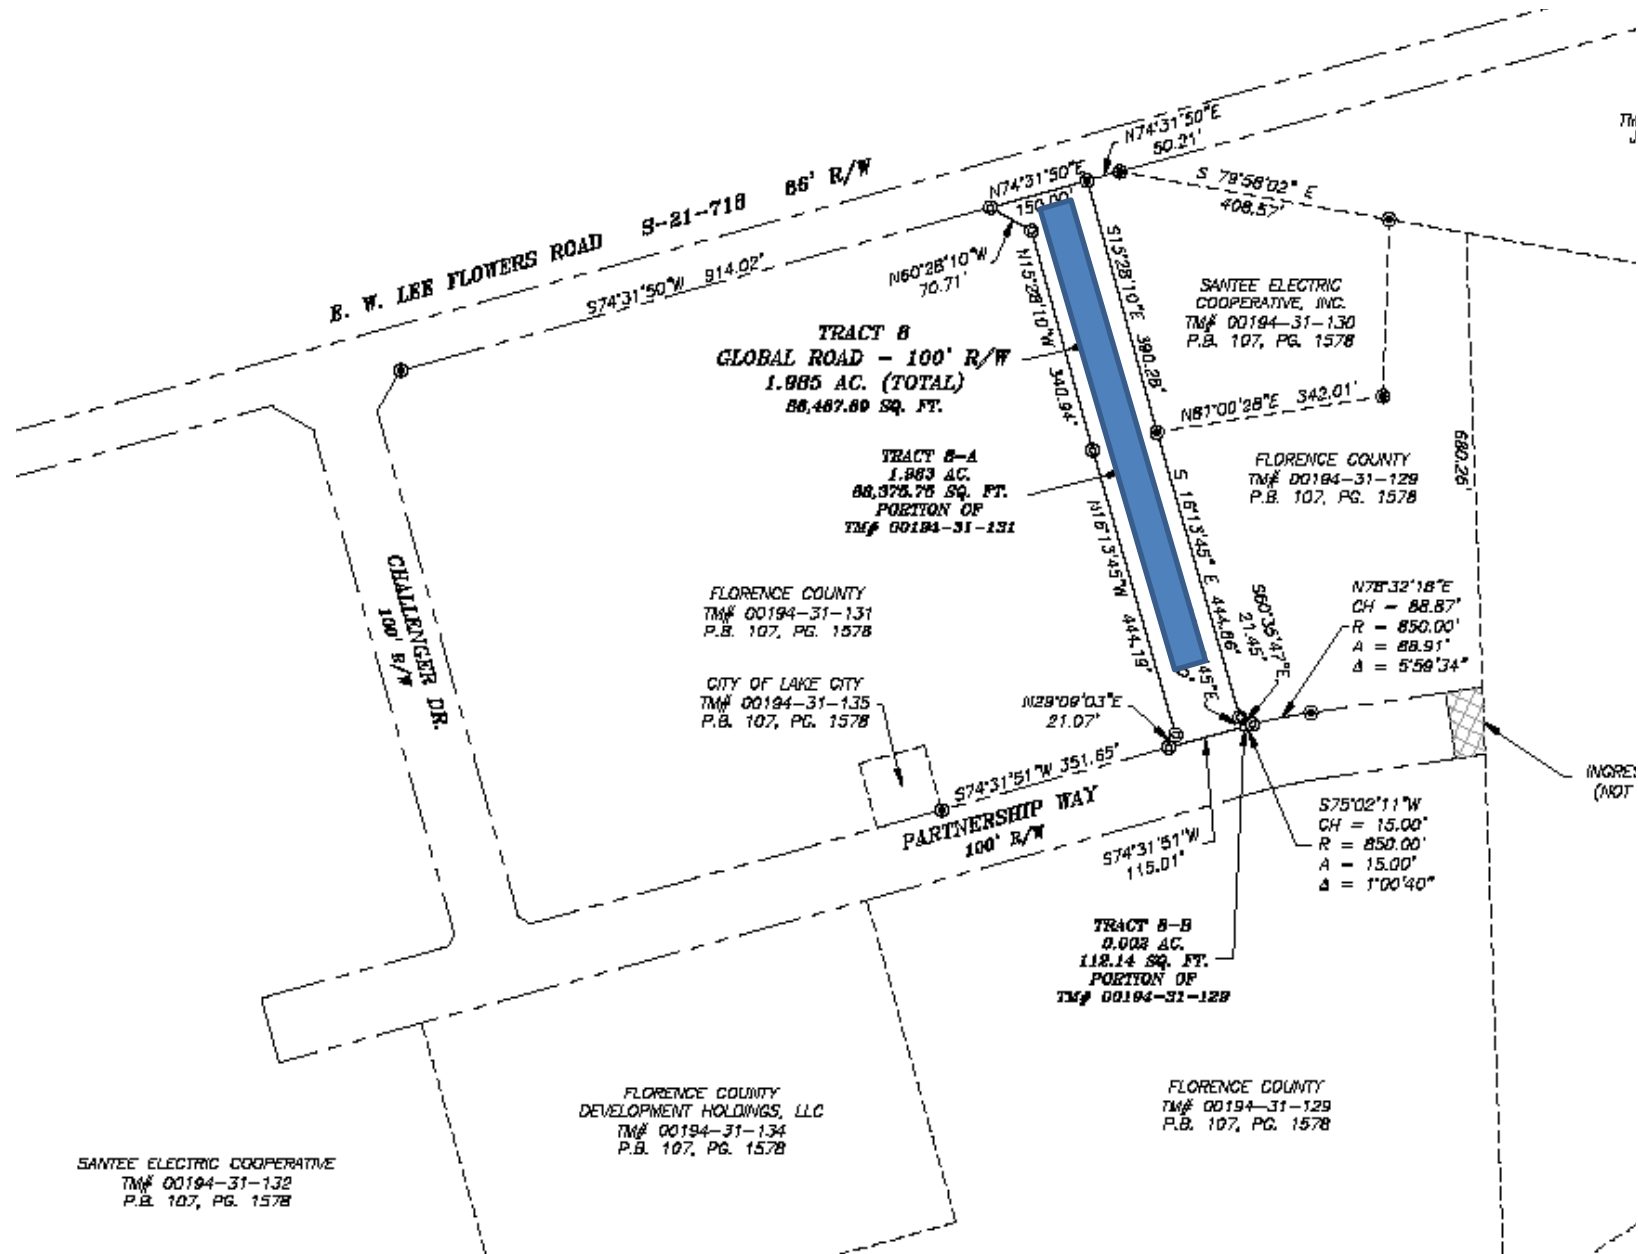 N74°31'50"E
50.21'
TM
N74°31'50"E
150.00'
S 79°58'02" E
408.57'
E. W. LEE FLOWERS ROAD S-21-718 66' R/W
S74°31'50"W 914.02'
N60°28'10"W
70.71'
N15°28'10"W 340.94'
S15°28'10"E 390.28'
SANTEE ELECTRIC
COOPERATIVE, INC.
TM# 00194-31-130
P.B. 107, PG. 1578
TRACT 8
GLOBAL ROAD - 100' R/W
1.985 AC. (TOTAL)
86,487.89 SQ. FT.
N81°00'28"E 342.01'
680.26'
TRACT 8-A
1.983 AC.
86,375.75 SQ. FT.
PORTION OF
TM# 00194-31-131
FLORENCE COUNTY
TM# 00194-31-129
P.B. 107, PG. 1578
N16°13'45"W 444.19'
S 16°13'45" E 444.86'
CHALLENGER DR.
100' R/W
FLORENCE COUNTY
TM# 00194-31-131
P.B. 107, PG. 1578
CITY OF LAKE CITY
TM# 00194-31-135
P.B. 107, PG. 1578
S60°35'47"E
21.45'
45"E
N78°32'18"E
CH = 88.87'
R = 850.00'
A = 88.91'
Δ = 5°59'34"
N29°09'03"E
21.07'
S74°31'51"W 351.65'
PARTNERSHIP WAY
100' R/W
S74°31'51"W
115.01'
INGRES
(NOT
S75°02'11"W
CH = 15.00'
R = 850.00'
A = 15.00'
Δ = 1°00'40"
TRACT 8-B
0.002 AC.
112.14 SQ. FT.
PORTION OF
TM# 00194-31-129
FLORENCE COUNTY
DEVELOPMENT HOLDINGS, LLC
TM# 00194-31-134
P.B. 107, PG. 1578
FLORENCE COUNTY
TM# 00194-31-129
P.B. 107, PG. 1578
SANTEE ELECTRIC COOPERATIVE
TM# 00194-31-132
P.B. 107, PG. 1578